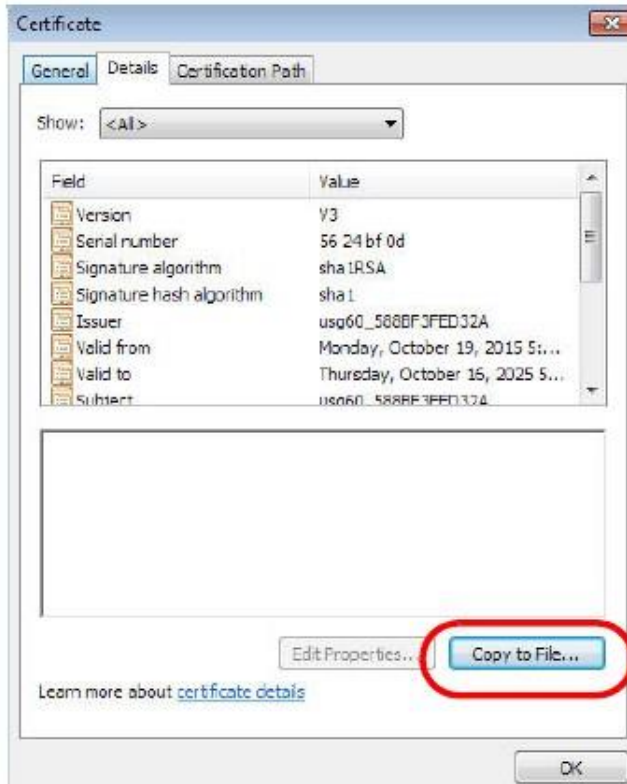 Certificate
General Details Certification Path
Show: <All>
Field Value
Version V3
Serial number 56 24 bf 0d
Signature algorithm sha1RSA
Signature hash algorithm sha1
Issuer usg60_588BF3FED32A
Valid from Monday, October 19, 2015 5:...
Valid to Thursday, October 16, 2025 5...
Subject usg60_588BF3FED32A
Edit Properties...
Copy to File...
Learn more about certificate details
OK